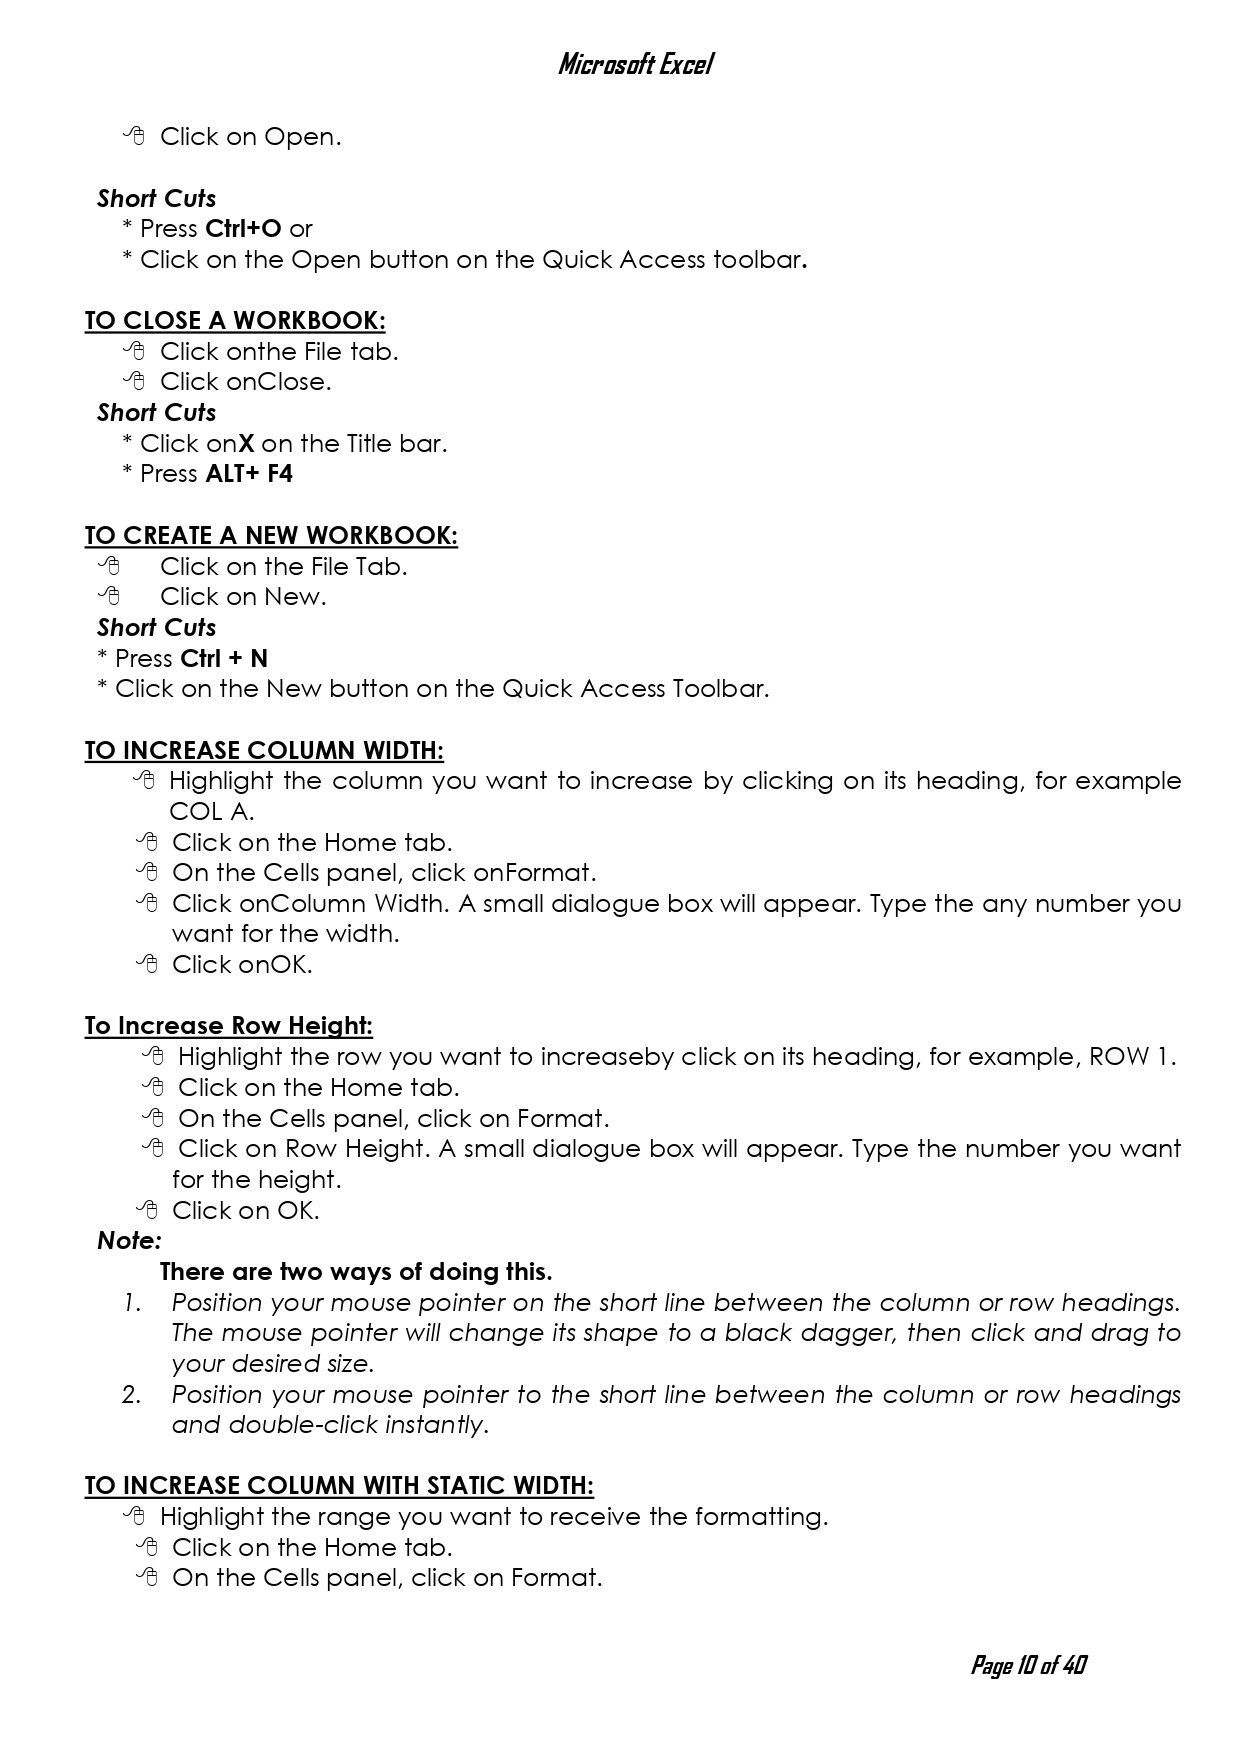 Microsoft Excel
Click on Open.
Short Cuts
* Press Ctrl+O or
* Click on the Open button on the Quick Access toolbar.
TO CLOSE A WORKBOOK:
Click onthe File tab.
Click onClose.
Short Cuts
* Click onX on the Title bar.
* Press ALT+ F4
TO CREATE A NEW WORKBOOK:
Click on the File Tab.
Click on New.
Short Cuts
* Press Ctrl + N
* Click on the New button on the Quick Access Toolbar.
TO INCREASE COLUMN WIDTH:
Highlight the column you want to increase by clicking on its heading, for example
COL A.
Click on the Home tab.
On the Cells panel, click onFormat.
Click onColumn Width. A small dialogue box will appear. Type the any number you
want for the width.
Click onOK.
To Increase Row Height:
Highlight the row you want to increaseby click on its heading, for example, ROW 1.
Click on the Home tab.
On the Cells panel, click on Format.
Click on Row Height. A small dialogue box will appear. Type the number you want
for the height.
Click on OK.
Note:
There are two ways of doing this.
1. Position your mouse pointer on the short line between the column or row headings.
The mouse pointer will change its shape to a black dagger, then click and drag to
your desired size.
2. Position your mouse pointer to the short line between the column or row headings
and double-click instantly.
TO INCREASE COLUMN WITH STATIC WIDTH:
Highlight the range you want to receive the formatting.
Click on the Home tab.
On the Cells panel, click on Format.
Page 10 of 40